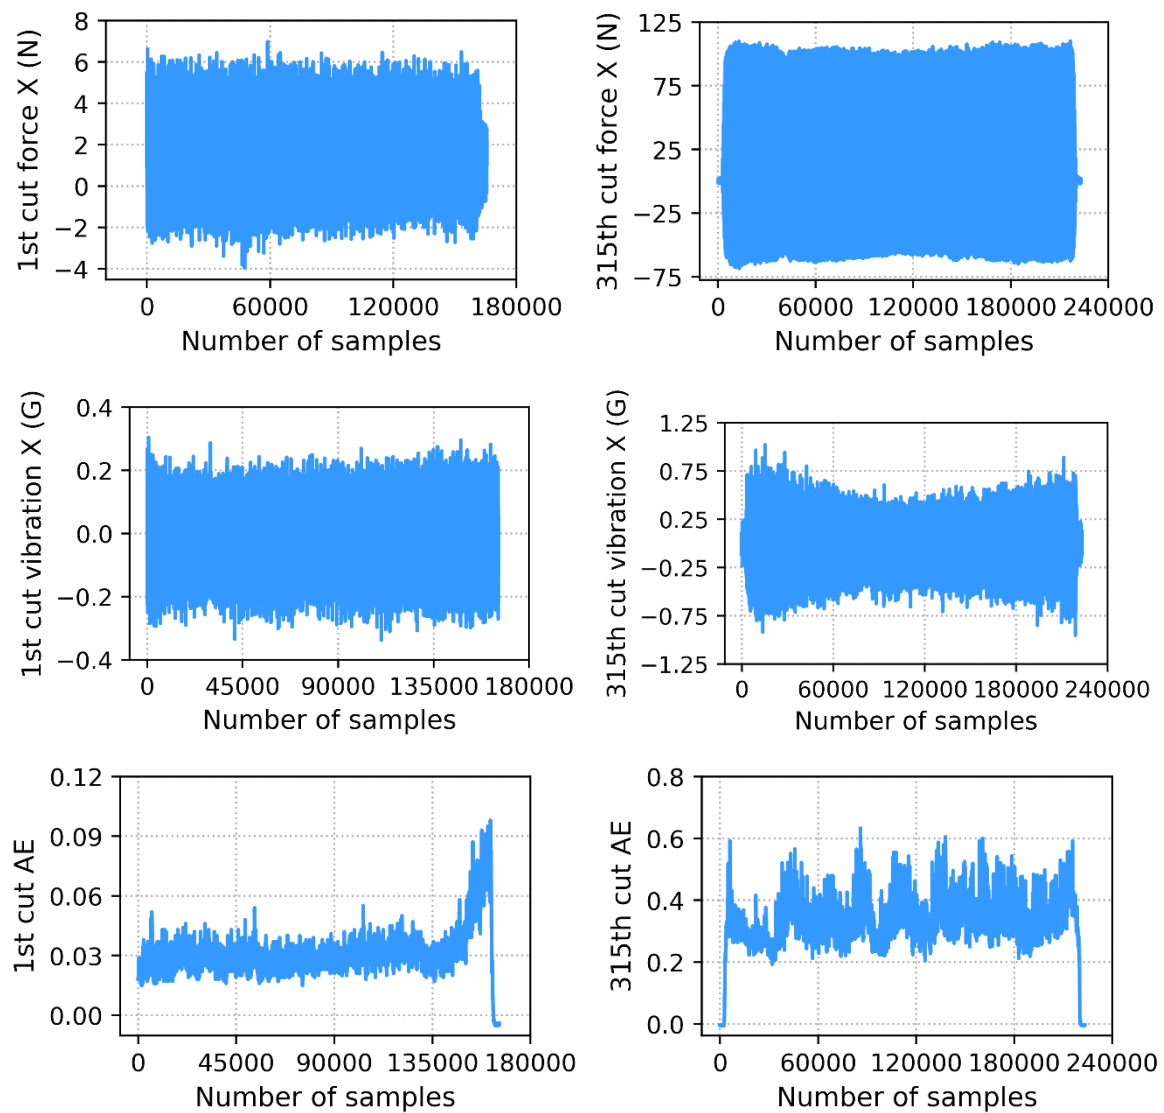 1st cut force X (N)
8
6
4
2
0
−2
−4
0 60000 120000 180000
Number of samples
315th cut force X (N)
125
75
25
−25
−75
0 60000 120000 180000 240000
Number of samples
1st cut vibration X (G)
0.4
0.2
0.0
−0.2
−0.4
0 45000 90000 135000 180000
Number of samples
315th cut vibration X (G)
1.25
0.75
0.25
−0.25
−0.75
−1.25
0 60000 120000 180000 240000
Number of samples
1st cut AE
0.12
0.09
0.06
0.03
0.00
0 45000 90000 135000 180000
Number of samples
315th cut AE
0.8
0.6
0.4
0.2
0.0
0 60000 120000 180000 240000
Number of samples